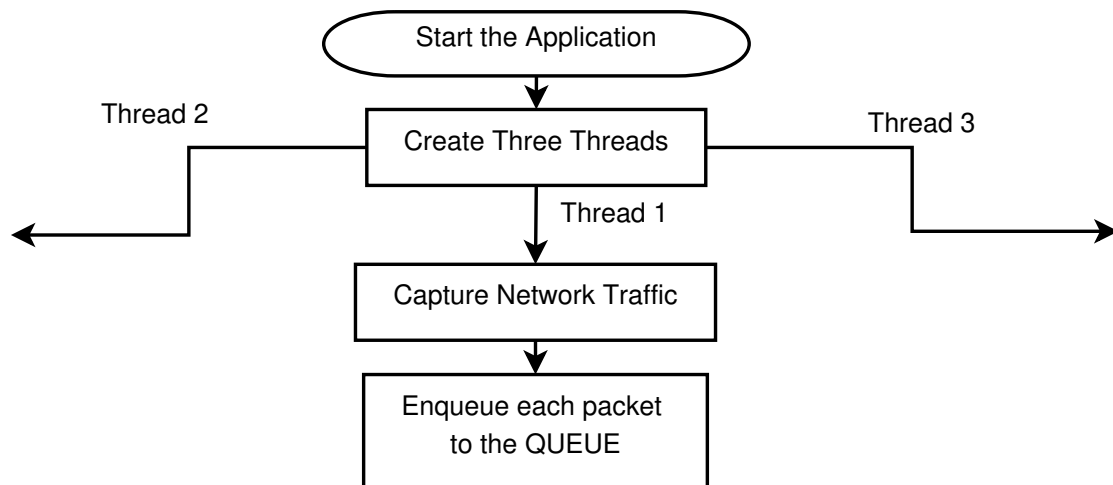 Start the Application
Thread 2
Create Three Threads
Thread 3
Thread 1
Capture Network Traffic
Enqueue each packet
to the QUEUE